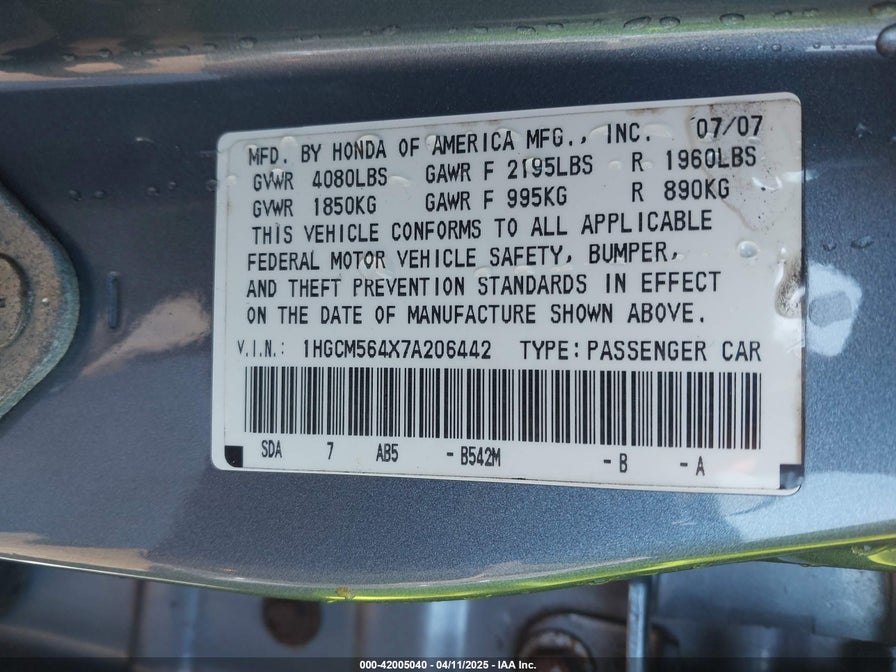 MFD. BY HONDA OF AMERICA MFG., INC. 07/07
GVWR 4080LBS GAWR F 2195LBS R 1960LBS
GVWR 1850KG GAWR F 995KG R 890KG
THIS VEHICLE CONFORMS TO ALL APPLICABLE
FEDERAL MOTOR VEHICLE SAFETY, BUMPER,
AND THEFT PREVENTION STANDARDS IN EFFECT
ON THE DATE OF MANUFACTURE SHOWN ABOVE.
V.I.N.: 1HGCM564X7A206442 TYPE: PASSENGER CAR
SDA 7 AB5 - B542M - B - A
000-42005040 - 04/11/2025 - IAA Inc.